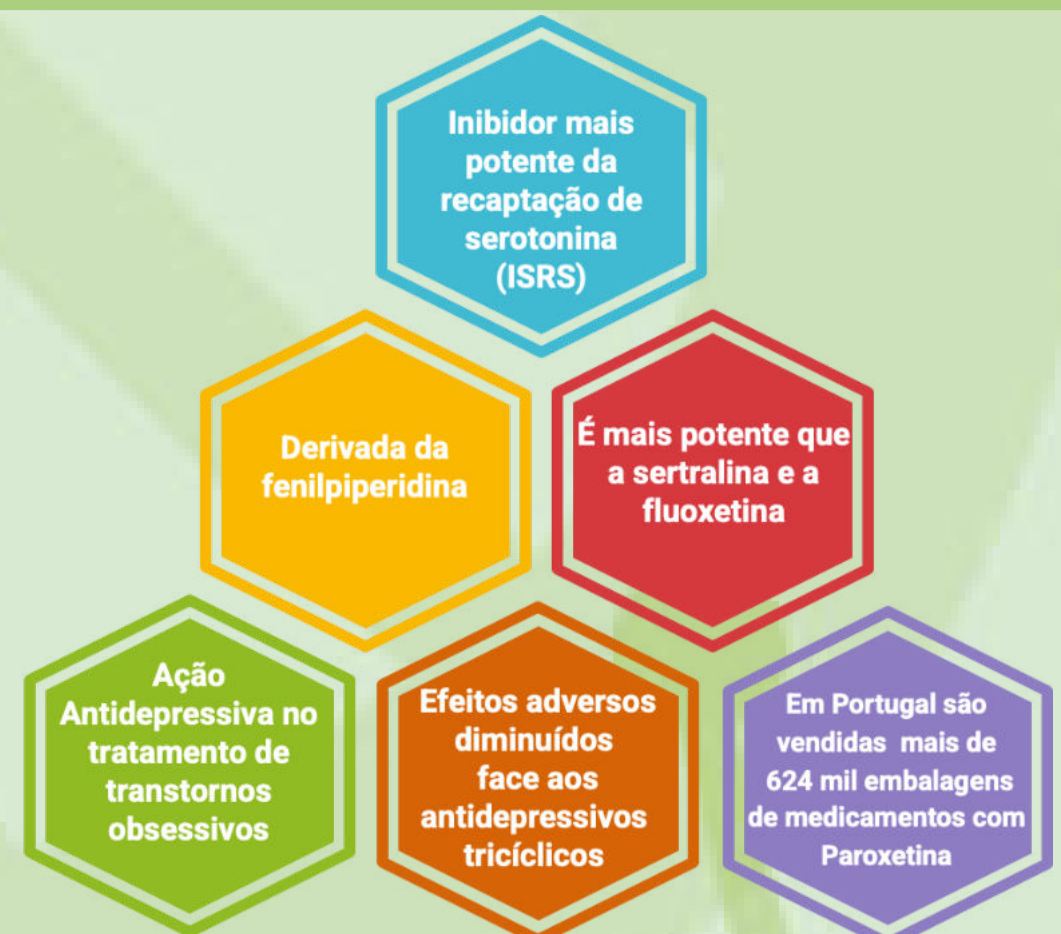 Inibidor mais
potente da
recaptação de
serotonina
(ISRS)
Derivada da
fenilpiperidina
É mais potente que
a sertralina e a
fluoxetina
Ação
Antidepressiva no
tratamento de
transtornos
obsessivos
Efeitos adversos
diminuídos
face aos
antidepressivos
tricíclicos
Em Portugal são
vendidas mais de
624 mil embalagens
de medicamentos com
Paroxetina